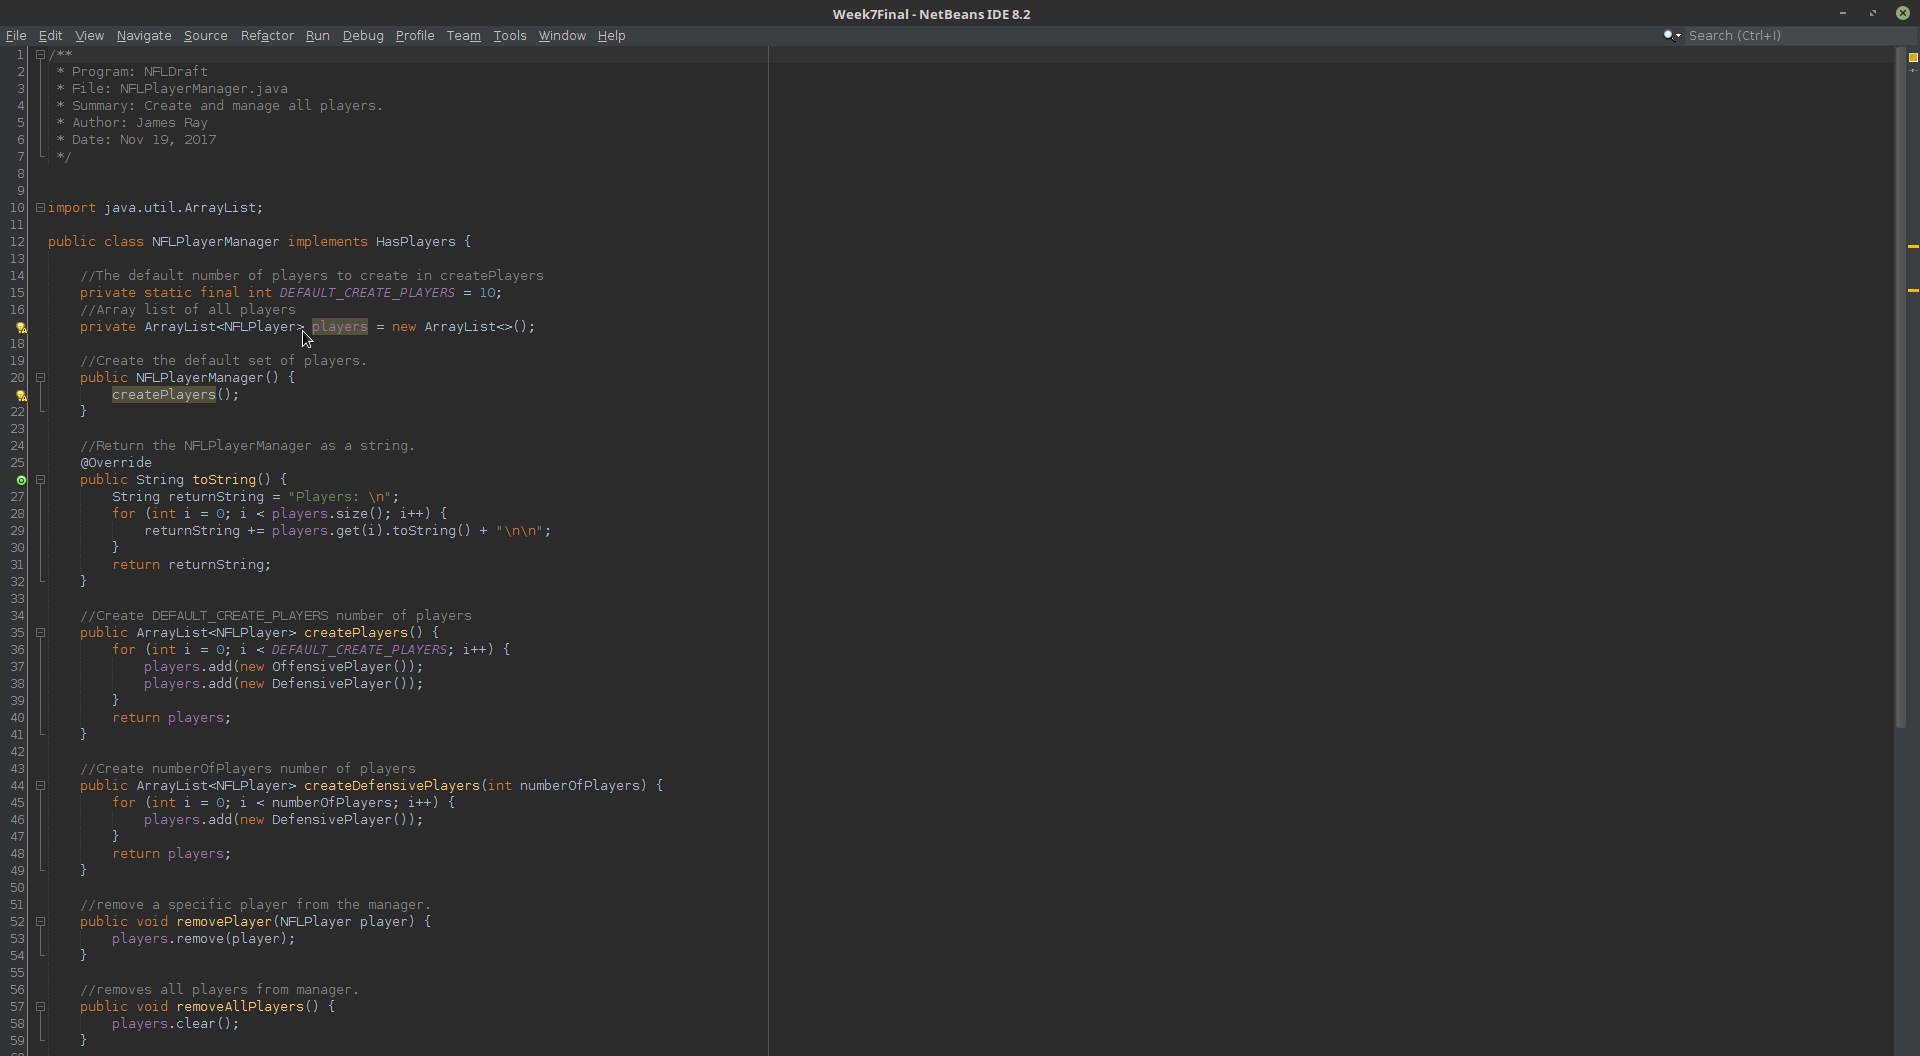 Week7Final - NetBeans IDE 8.2
File Edit View Navigate Source Refactor Run Debug Profile Team Tools Window Help Search (Ctrl+I)
1 /**
2  * Program: NFLDraft
3  * File: NFLPlayerManager.java
4  * Summary: Create and manage all players.
5  * Author: James Ray
6  * Date: Nov 19, 2017
7  */
8
9
10 import java.util.ArrayList;
11
12 public class NFLPlayerManager implements HasPlayers {
13
14     //The default number of players to create in createPlayers
15     private static final int DEFAULT_CREATE_PLAYERS = 10;
16     //Array list of all players
    private ArrayList<NFLPlayer> players = new ArrayList<>();
18
19     //Create the default set of players.
20     public NFLPlayerManager() {
        createPlayers();
22     }
23
24     //Return the NFLPlayerManager as a string.
25     @Override
    public String toString() {
27         String returnString = "Players: \n";
28         for (int i = 0; i < players.size(); i++) {
29             returnString += players.get(i).toString() + "\n\n";
30         }
31         return returnString;
32     }
33
34     //Create DEFAULT_CREATE_PLAYERS number of players
35     public ArrayList<NFLPlayer> createPlayers() {
36         for (int i = 0; i < DEFAULT_CREATE_PLAYERS; i++) {
37             players.add(new OffensivePlayer());
38             players.add(new DefensivePlayer());
39         }
40         return players;
41     }
42
43     //Create numberOfPlayers number of players
44     public ArrayList<NFLPlayer> createDefensivePlayers(int numberOfPlayers) {
45         for (int i = 0; i < numberOfPlayers; i++) {
46             players.add(new DefensivePlayer());
47         }
48         return players;
49     }
50
51     //remove a specific player from the manager.
52     public void removePlayer(NFLPlayer player) {
53         players.remove(player);
54     }
55
56     //removes all players from manager.
57     public void removeAllPlayers() {
58         players.clear();
59     }